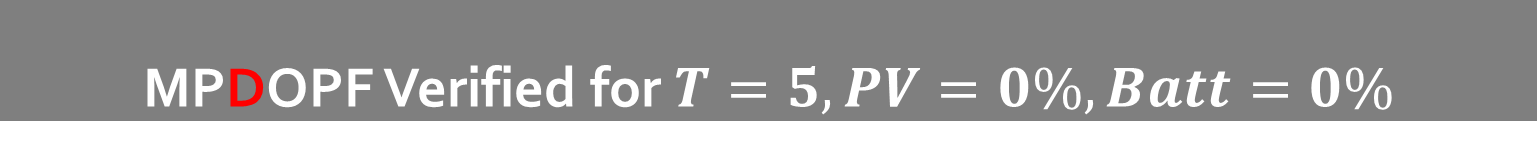 MPDOPF Verified for T = 5, PV = 0%, Batt = 0%